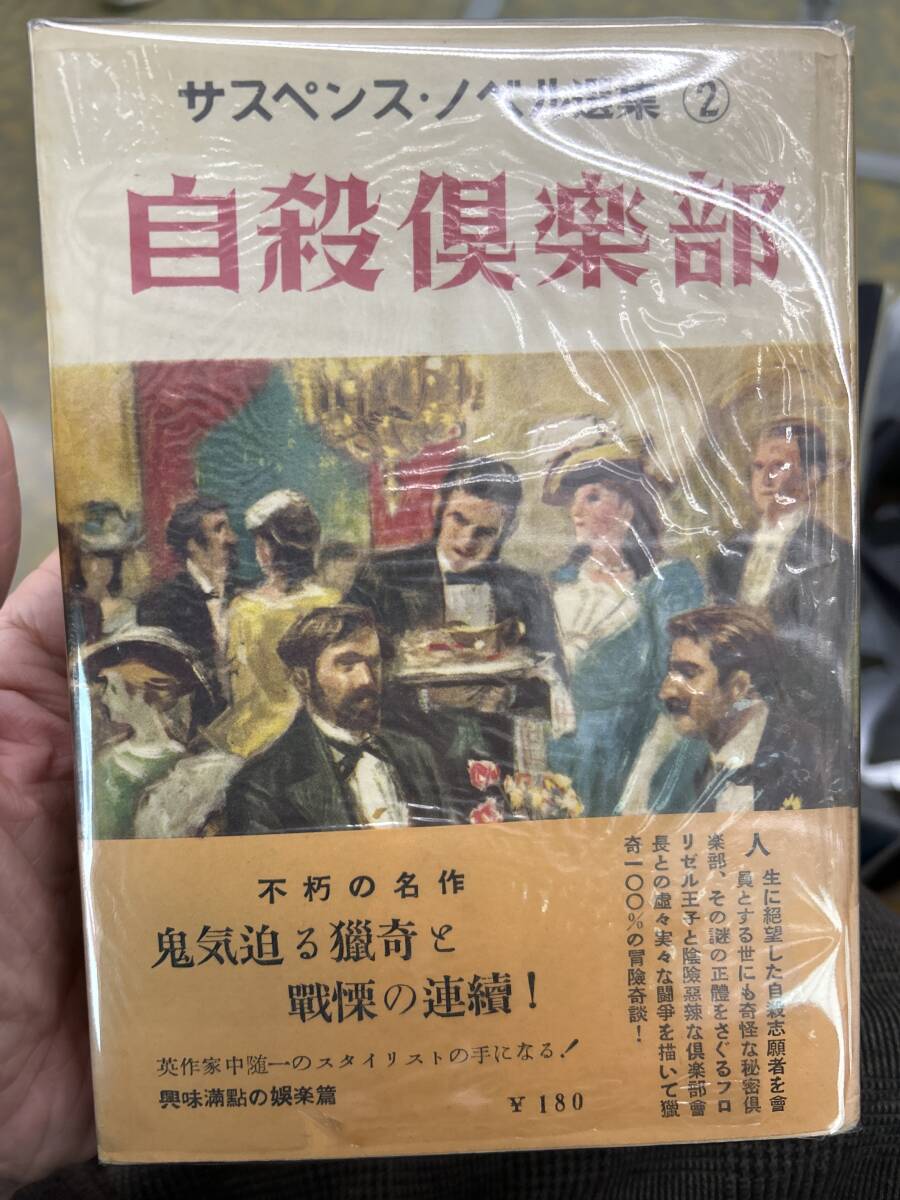 サスペンス・ノベル選集 ②
自殺倶楽部
不朽の名作
鬼気迫る獵奇と
戰慄の連續!
英作家中随一のスタイリストの手になる!
興味満點の娯楽篇
¥180
人生に絶望した自殺志願者を會
員とする世にも奇怪な秘密倶
楽部、その謎の正體をさぐるフロ
リゼル王子と陰險惡辣な倶楽部會
長との虚々実々な闘争を描いて獵
奇一〇〇%の冒險奇談!